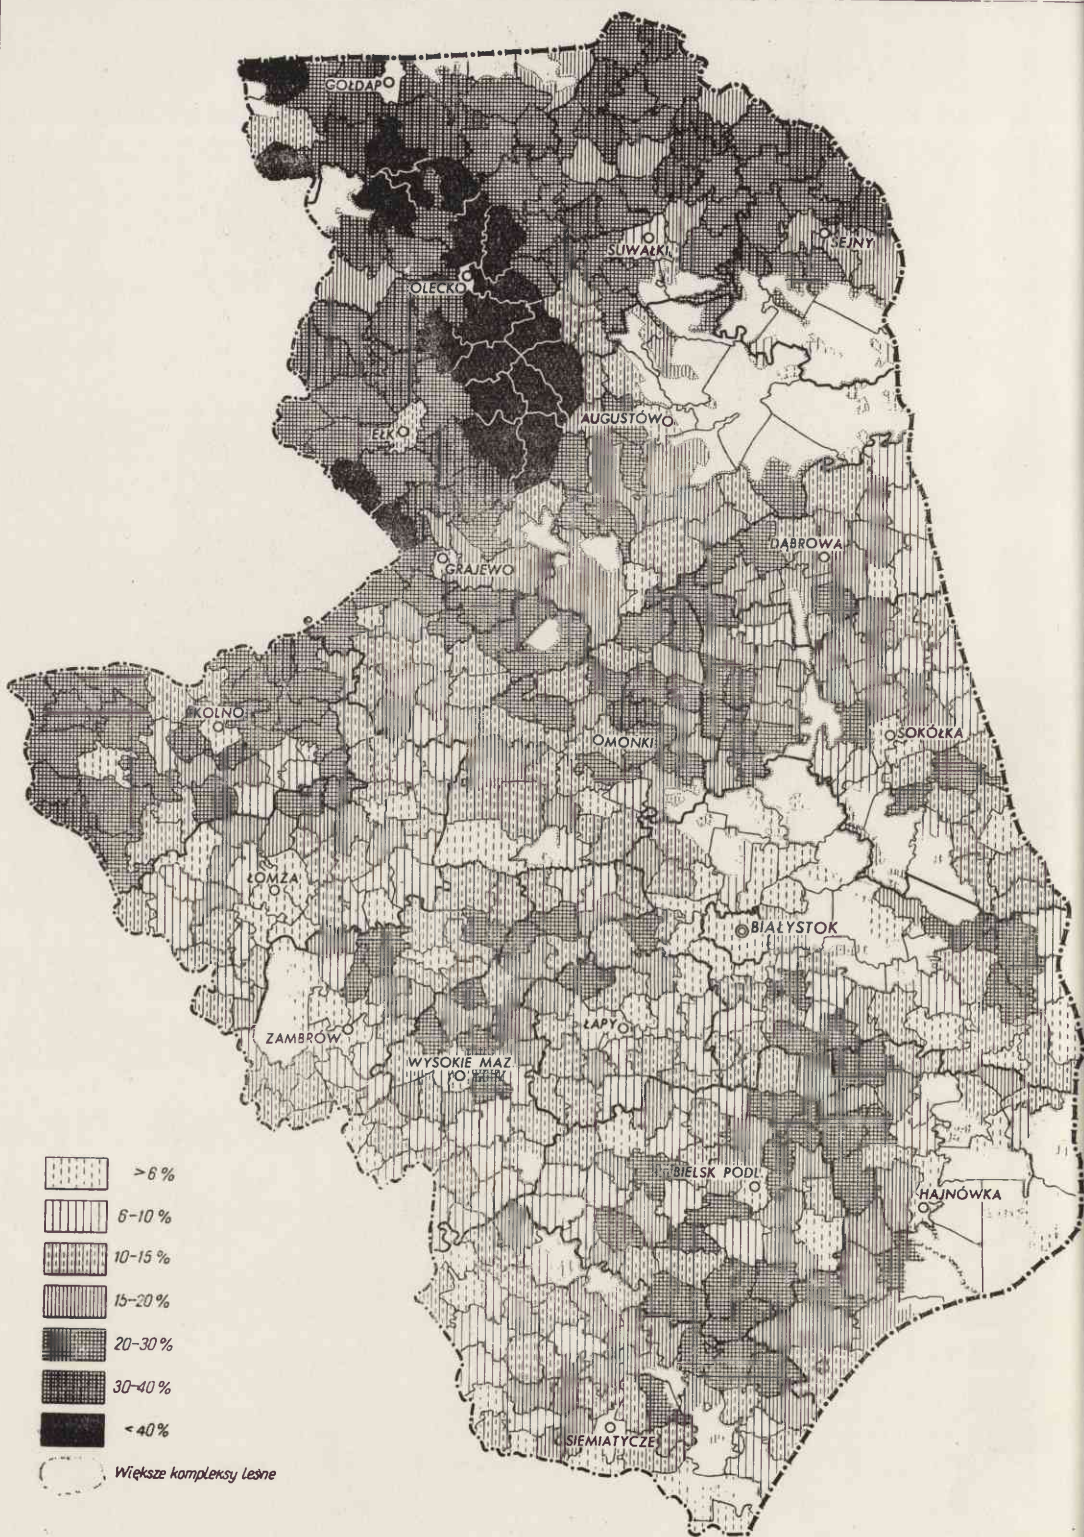 GOŁDAP
SUWAŁKI
SEJNY
OLECKO
AUGUSTÓW
EŁK
DĄBROWA
GRAJEWO
KOLNO
MONKI
SOKÓŁKA
ŁOMŻA
BIAŁYSTOK
ZAMBRÓW
ŁAPY
WYSOKIE MAZ.
BIELSK PODL.
HAJNÓWKA
SIEMIATYCZE
>6 %
6-10 %
10-15 %
15-20 %
20-30 %
30-40 %
<40 %
Większe kompleksy leśne